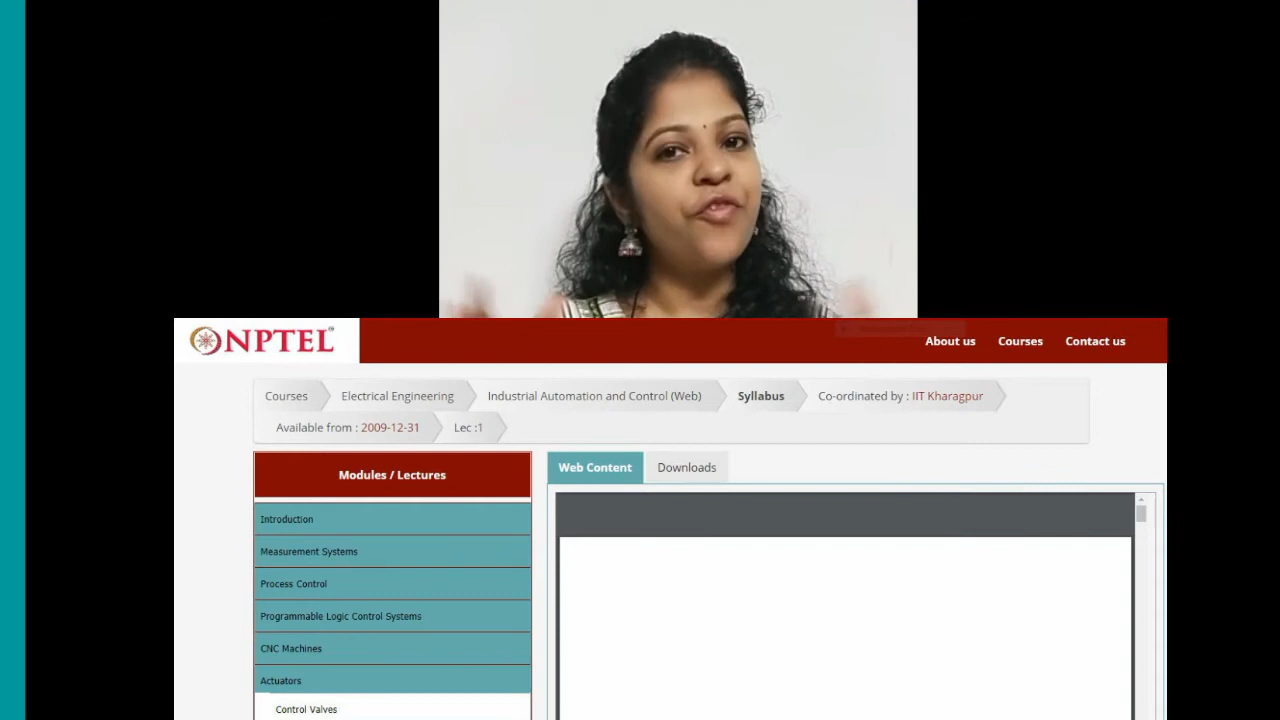 NPTEL
About us Courses Contact us
Courses Electrical Engineering Industrial Automation and Control (Web) Syllabus Co-ordinated by : IIT Kharagpur
Available from : 2009-12-31 Lec :1
Modules / Lectures
Web Content Downloads
Introduction
Measurement Systems
Process Control
Programmable Logic Control Systems
CNC Machines
Actuators
Control Valves